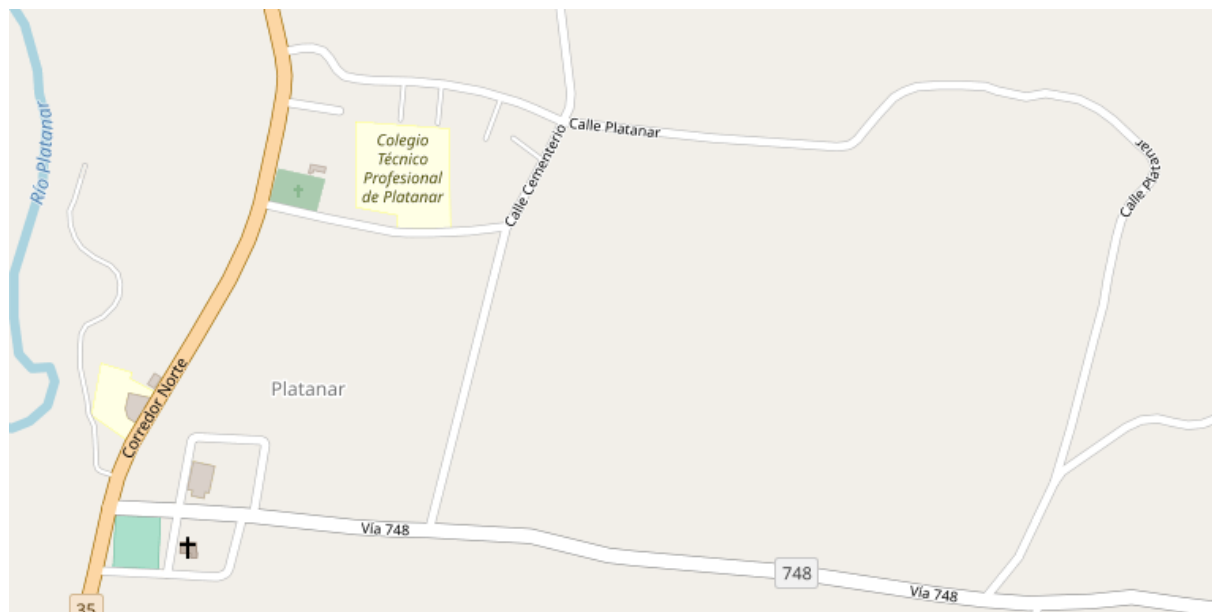 Río Platanar
Colegio
Técnico
Profesional
de Platanar
Calle Platanar
Calle Cementerio
Calle Platanar
Corredor Norte
Platanar
Vía 748
748
Vía 748
35